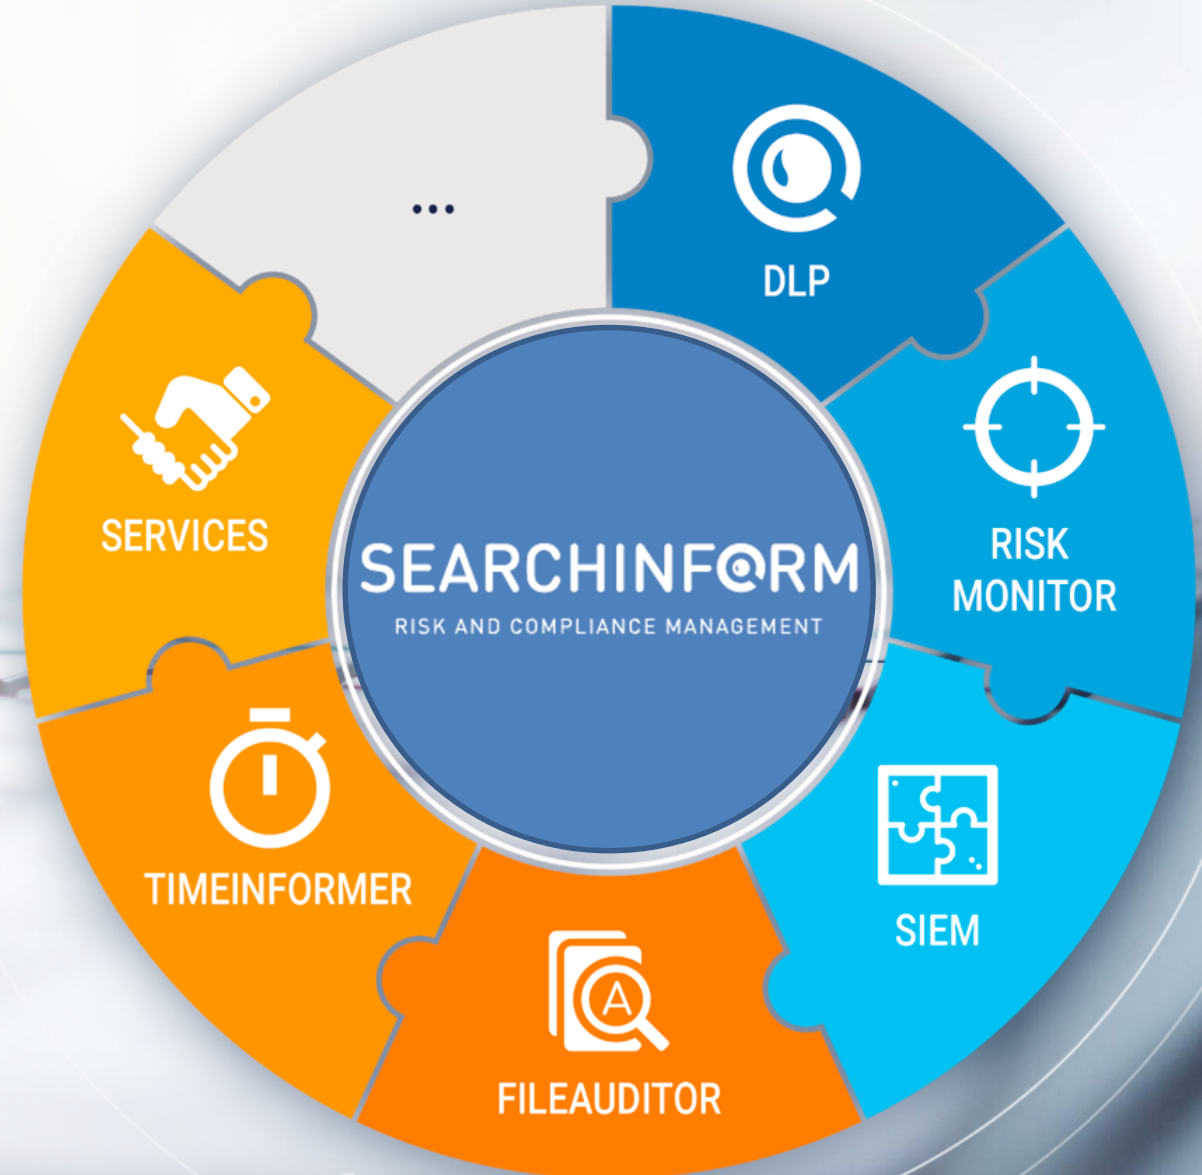 ...
DLP
RISK
MONITOR
SIEM
FILEAUDITOR
TIMEINFORMER
SERVICES
SEARCHINFORM
RISK AND COMPLIANCE MANAGEMENT
A